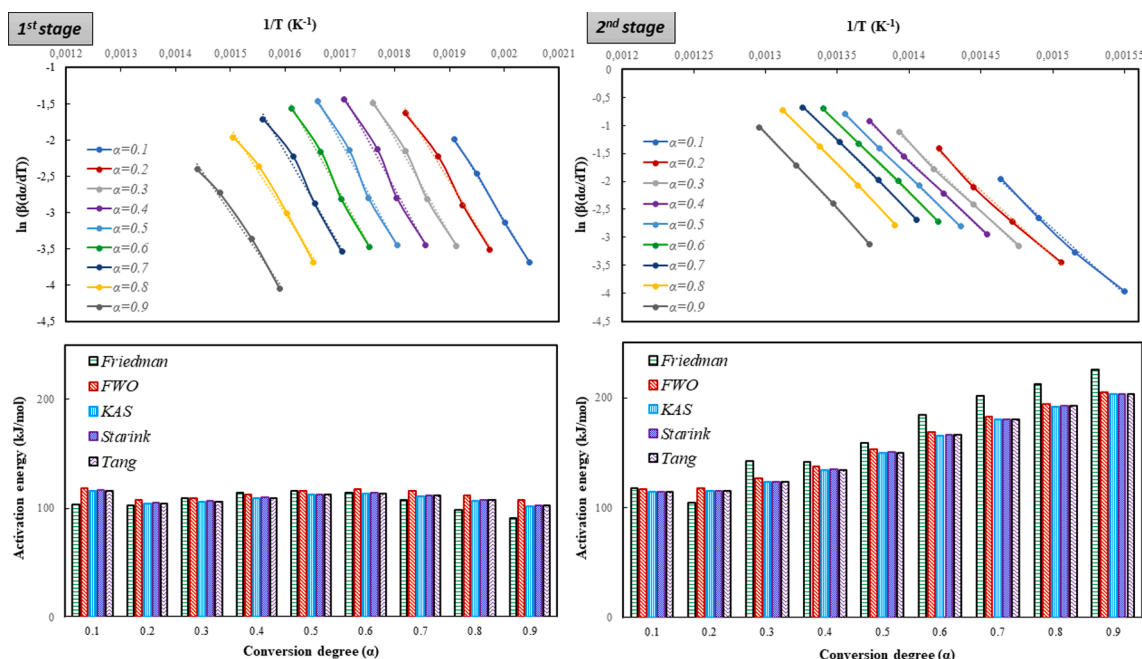 1st stage
1/T (K-1)
0,0012 0,0013 0,0014 0,0015 0,0016 0,0017 0,0018 0,0019 0,002 0,0021
-1
-1,5
-2
-2,5
-3
-3,5
-4
-4,5
ln (β(dα/dT))
α=0.1
α=0.2
α=0.3
α=0.4
α=0.5
α=0.6
α=0.7
α=0.8
α=0.9
2nd stage
1/T (K-1)
0,0012 0,00125 0,0013 0,00135 0,0014 0,00145 0,0015 0,00155
0
-0,5
-1
-1,5
-2
-2,5
-3
-3,5
-4
-4,5
ln (β(dα/dT))
α=0.1
α=0.2
α=0.3
α=0.4
α=0.5
α=0.6
α=0.7
α=0.8
α=0.9
Activation energy (kJ/mol)
200
100
0
Friedman
FWO
KAS
Starink
Tang
0.1 0.2 0.3 0.4 0.5 0.6 0.7 0.8 0.9
Conversion degree (α)
Activation energy (kJ/mol)
200
100
0
Friedman
FWO
KAS
Starink
Tang
0.1 0.2 0.3 0.4 0.5 0.6 0.7 0.8 0.9
Conversion degree (α)